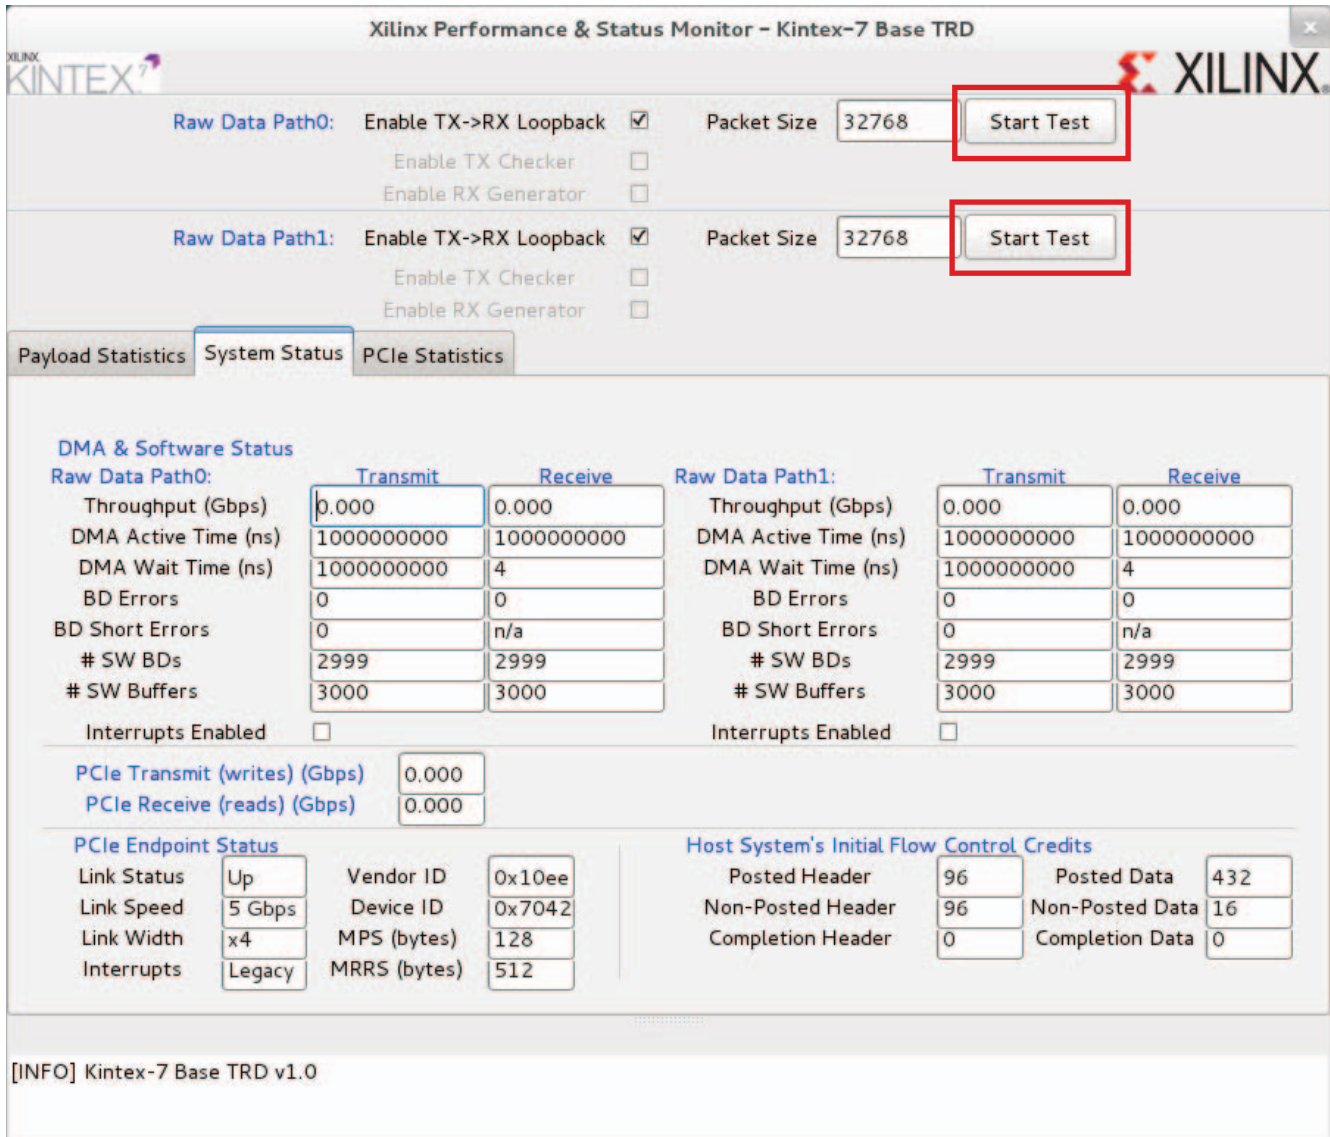 Xilinx Performance & Status Monitor - Kintex-7 Base TRD x
XILINX
KINTEX.7
XILINX.
Raw Data Path0: Enable TX->RX Loopback Packet Size 32768 Start Test
Enable TX Checker
Enable RX Generator
Raw Data Path1: Enable TX->RX Loopback Packet Size 32768 Start Test
Enable TX Checker
Enable RX Generator
Payload Statistics System Status PCIe Statistics
DMA & Software Status
Raw Data Path0: Transmit Receive Raw Data Path1: Transmit Receive
Throughput (Gbps) 0.000 0.000 Throughput (Gbps) 0.000 0.000
DMA Active Time (ns) 1000000000 1000000000 DMA Active Time (ns) 1000000000 1000000000
DMA Wait Time (ns) 1000000000 4 DMA Wait Time (ns) 1000000000 4
BD Errors 0 0 BD Errors 0 0
BD Short Errors 0 n/a BD Short Errors 0 n/a
# SW BDs 2999 2999 # SW BDs 2999 2999
# SW Buffers 3000 3000 # SW Buffers 3000 3000
Interrupts Enabled Interrupts Enabled
PCIe Transmit (writes) (Gbps) 0.000
PCIe Receive (reads) (Gbps) 0.000
PCIe Endpoint Status Host System's Initial Flow Control Credits
Link Status Up Vendor ID 0x10ee Posted Header 96 Posted Data 432
Link Speed 5 Gbps Device ID 0x7042 Non-Posted Header 96 Non-Posted Data 16
Link Width x4 MPS (bytes) 128 Completion Header 0 Completion Data 0
Interrupts Legacy MRRS (bytes) 512
[INFO] Kintex-7 Base TRD v1.0